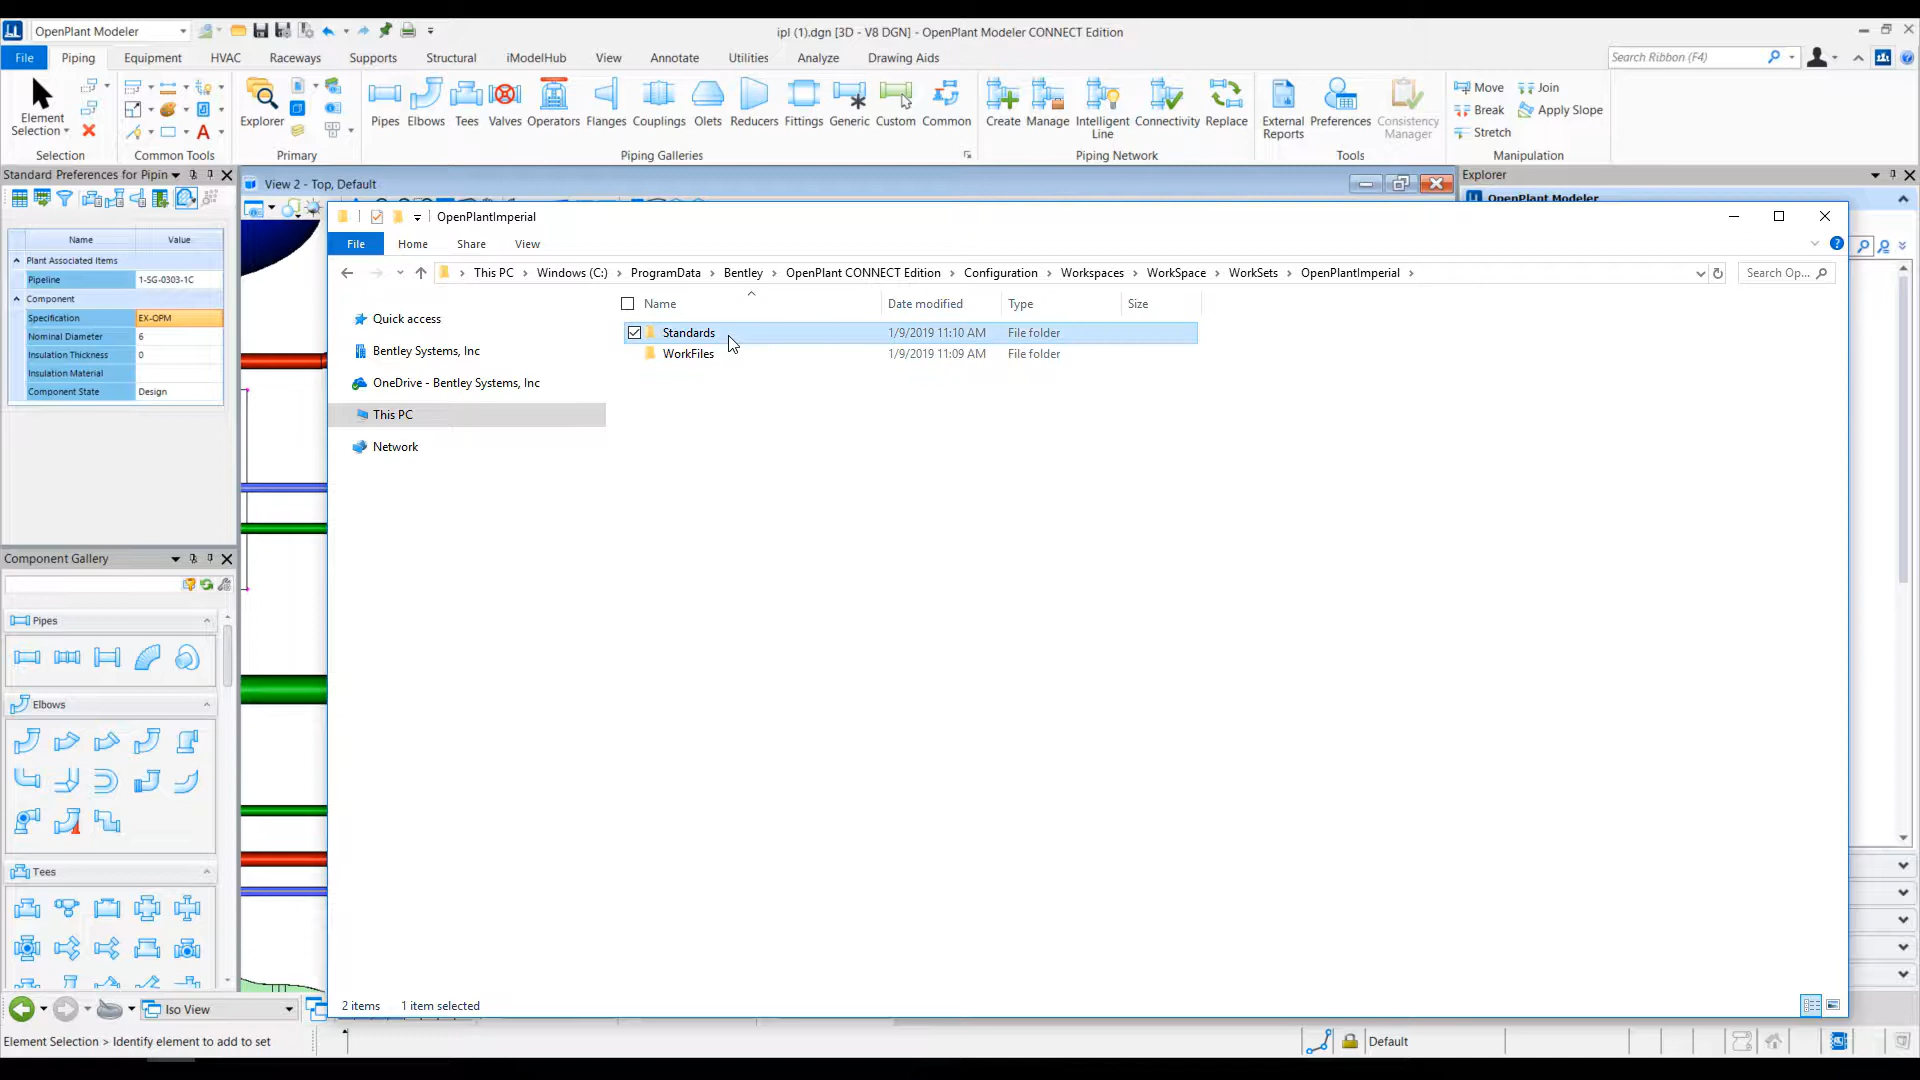 OpenPlant Modeler
ipl (1).dgn [3D - V8 DGN] - OpenPlant Modeler CONNECT Edition
File Piping Equipment HVAC Raceways Supports Structural iModelHub View Annotate Utilities Analyze Drawing Aids
Search Ribbon (F4)
Element Selection
Explorer
Pipes Elbows Tees Valves Operators Flanges Couplings Olets Reducers Fittings Generic Custom Common
Create Manage Intelligent Line Connectivity Replace
External Reports Preferences Consistency Manager
Move Join
Break Apply Slope
Stretch
Selection Common Tools Primary Piping Galleries Piping Network Tools Manipulation
Standard Preferences for Pipin
View 2 - Top, Default
Explorer
OpenPlant Modeler
Name Value
Plant Associated Items
Pipeline 1-SG-0303-1C
Component
Specification EX-OPM
Nominal Diameter 6
Insulation Thickness 0
Insulation Material
Component State Design
OpenPlantImperial
File Home Share View
This PC Windows (C:) ProgramData Bentley OpenPlant CONNECT Edition Configuration Workspaces WorkSpace WorkSets OpenPlantImperial
Search Op...
Name Date modified Type Size
Standards 1/9/2019 11:10 AM File folder
WorkFiles 1/9/2019 11:09 AM File folder
Quick access
Bentley Systems, Inc
OneDrive - Bentley Systems, Inc
This PC
Network
2 items 1 item selected
Component Gallery
Pipes
Elbows
Tees
Iso View
Element Selection > Identify element to add to set
Default